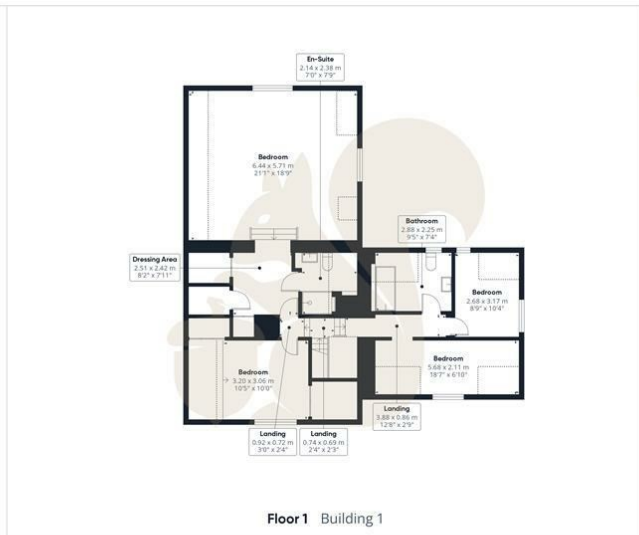 En-Suite
2.14 x 2.38 m
7'0" x 7'9"
Bedroom
6.44 x 5.71 m
21'1" x 18'9"
Bathroom
2.88 x 2.25 m
9'5" x 7'4"
Dressing Area
2.51 x 2.42 m
8'2" x 7'11"
Bedroom
2.68 x 3.17 m
8'9" x 10'4"
Bedroom
3.20 x 3.06 m
10'5" x 10'0"
Bedroom
5.68 x 2.11 m
18'7" x 6'10"
Landing
3.88 x 0.86 m
12'8" x 2'9"
Landing
0.92 x 0.72 m
3'0" x 2'4"
Landing
0.74 x 0.69 m
2'4" x 2'3"
Floor 1 Building 1